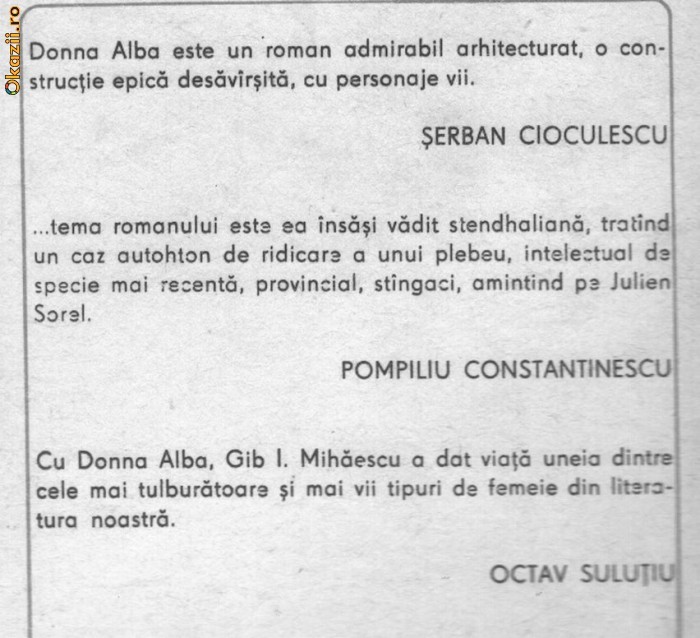 Okazii.ro
Donna Alba este un roman admirabil arhitecturat, o con-
strucție epică desăvîrșită, cu personaje vii.
ȘERBAN CIOCULESCU
...tema romanului este ea însăși vădit stendhaliană, tratînd
un caz autohton de ridicare a unui plebeu, intelectual de
specie mai recentă, provincial, stîngaci, amintind pe Julien
Sorel.
POMPILIU CONSTANTINESCU
Cu Donna Alba, Gib I. Mihăescu a dat viață uneia dintre
cele mai tulburătoare și mai vii tipuri de femeie din litera-
tura noastră.
OCTAV SULUȚIU